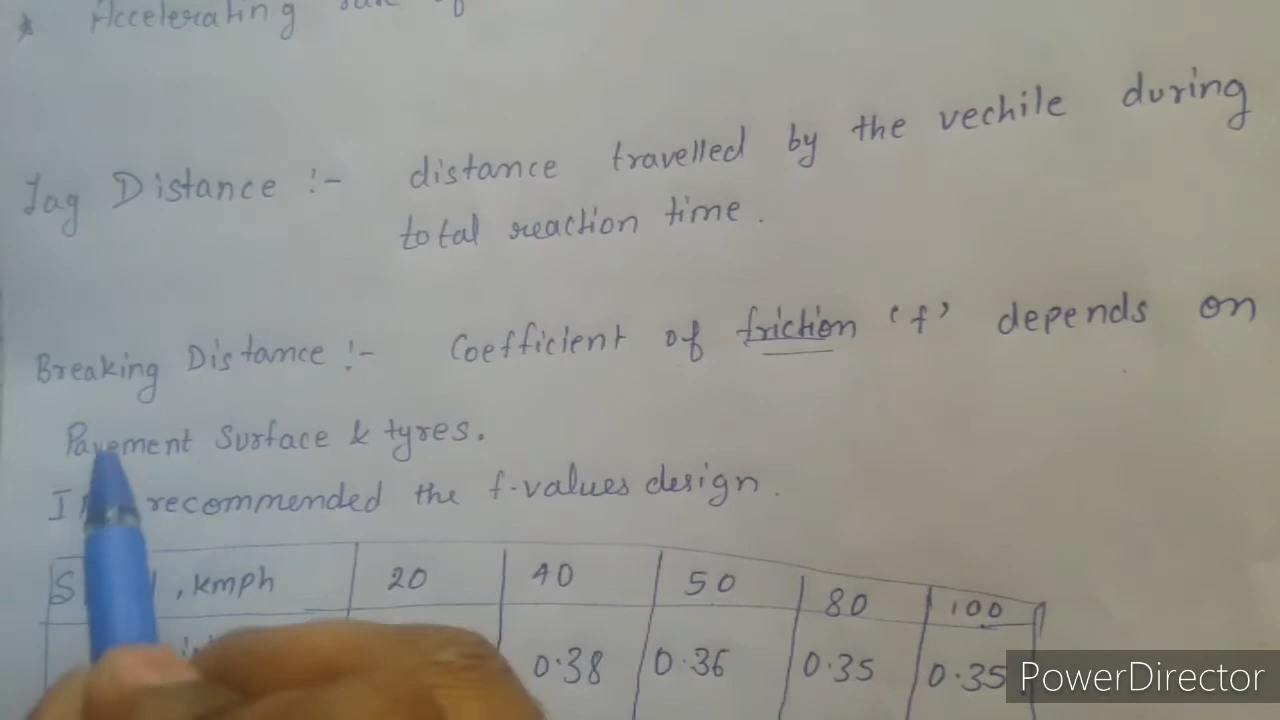 * Accelerating
Lag Distance :- distance travelled by the vechile during
total reaction time.
Breaking Distance :- Coefficient of friction 'f' depends on
Pavement Surface & tyres.
recommended the f-values design.
, kmph 20 40 50 80 100
0.38 0.36 0.35 0.35
PowerDirector